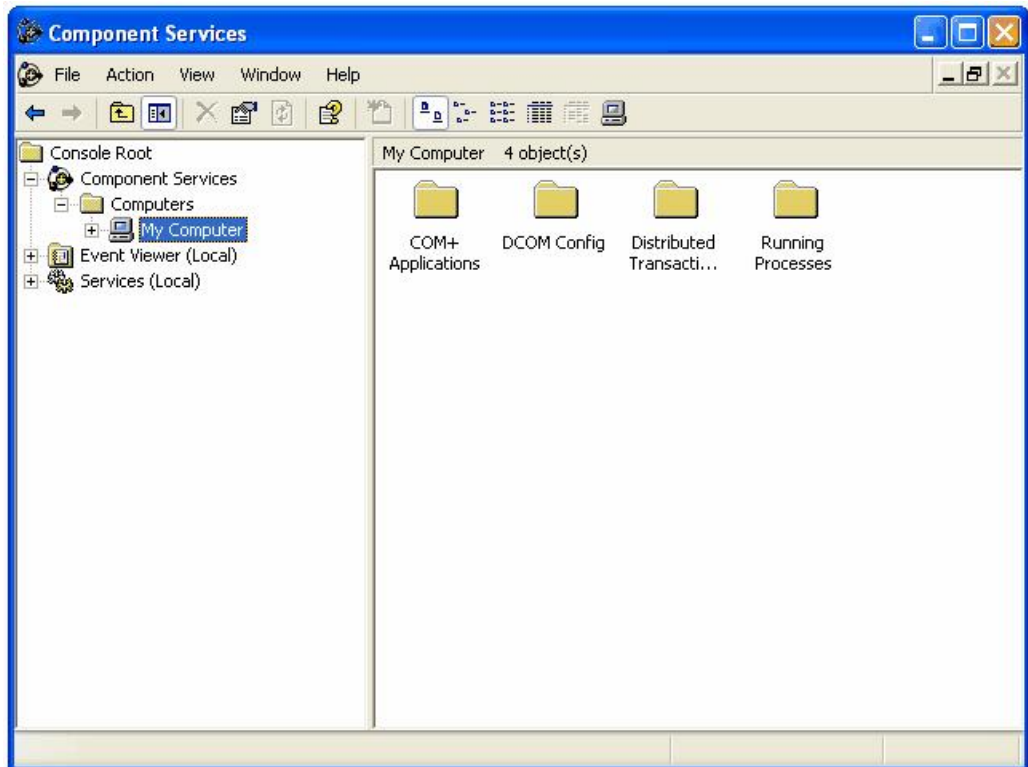 Component Services
File Action View Window Help
Console Root
Component Services
Computers
My Computer
Event Viewer (Local)
Services (Local)
My Computer 4 object(s)
COM+
Applications
DCOM Config
Distributed
Transacti...
Running
Processes